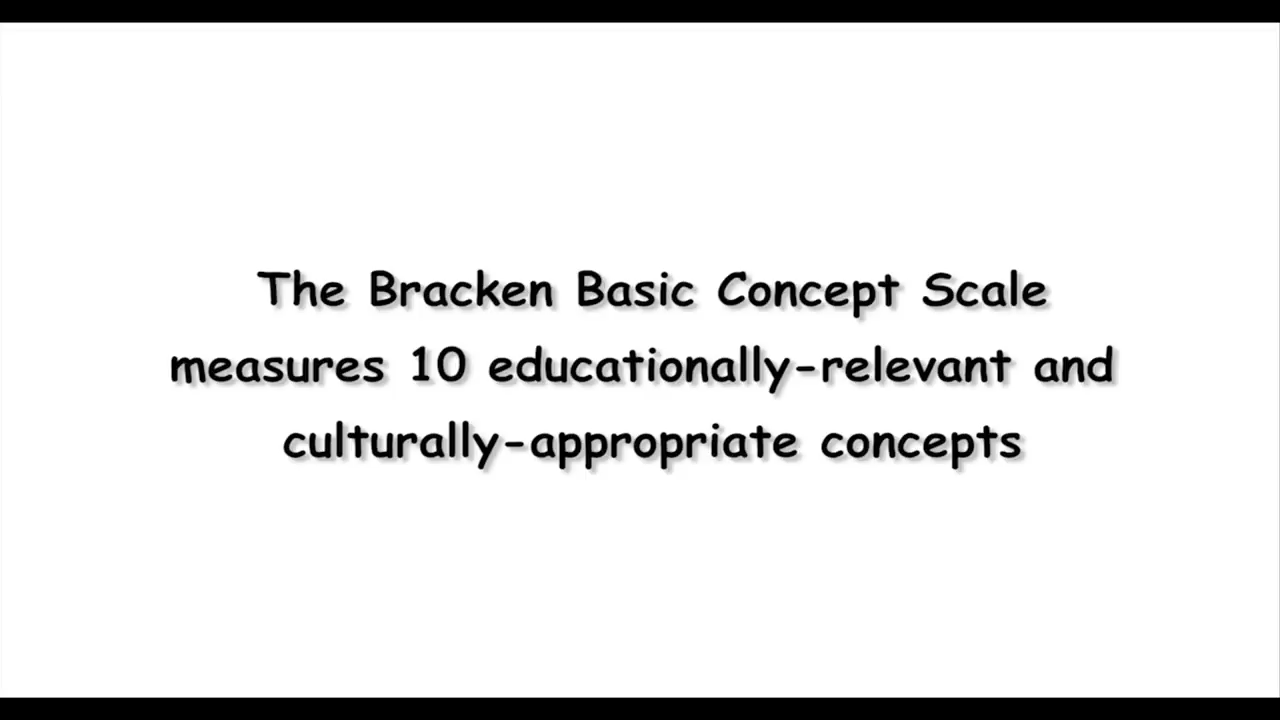 The Bracken Basic Concept Scale
measures 10 educationally-relevant and
culturally-appropriate concepts